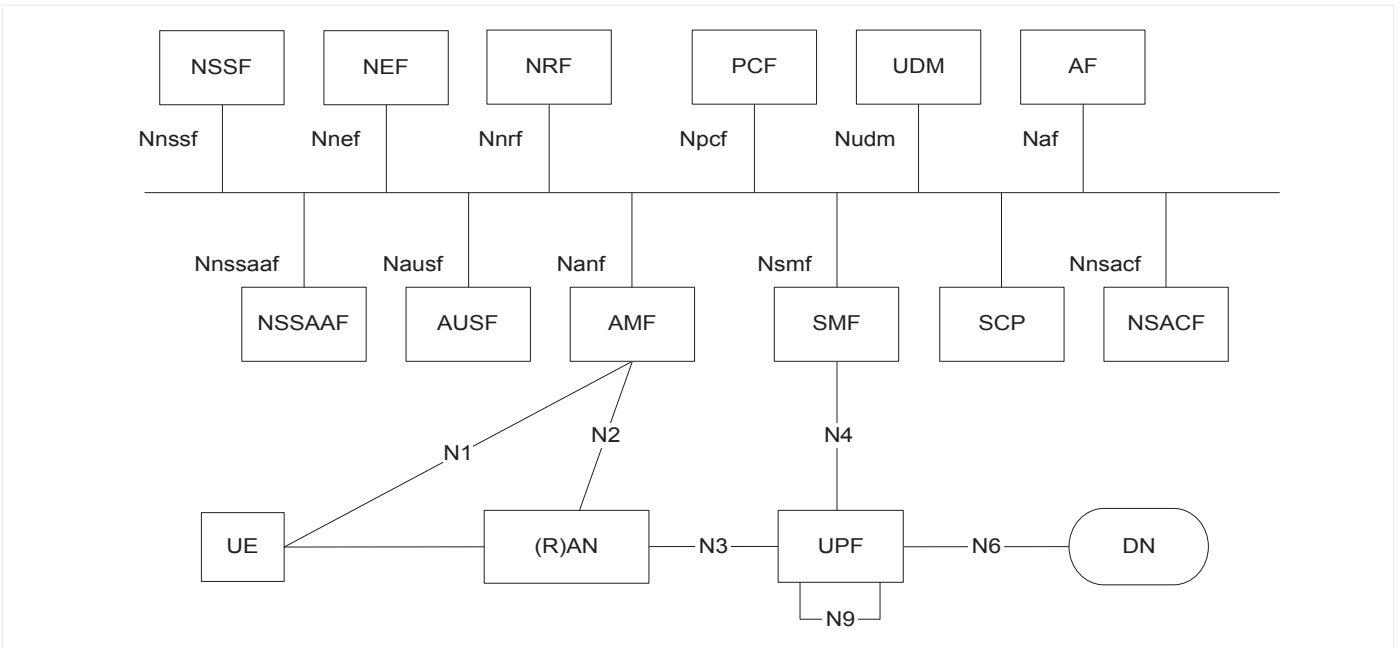 NSSF NEF NRF PCF UDM AF
Nnssf Nnef Nnrf Npcf Nudm Naf
Nnssaaf Nausf Nanf Nsmf Nnsacf
NSSAAF AUSF AMF SMF SCP NSACF
N1 N2 N4
UE (R)AN N3 UPF N6 DN
N9